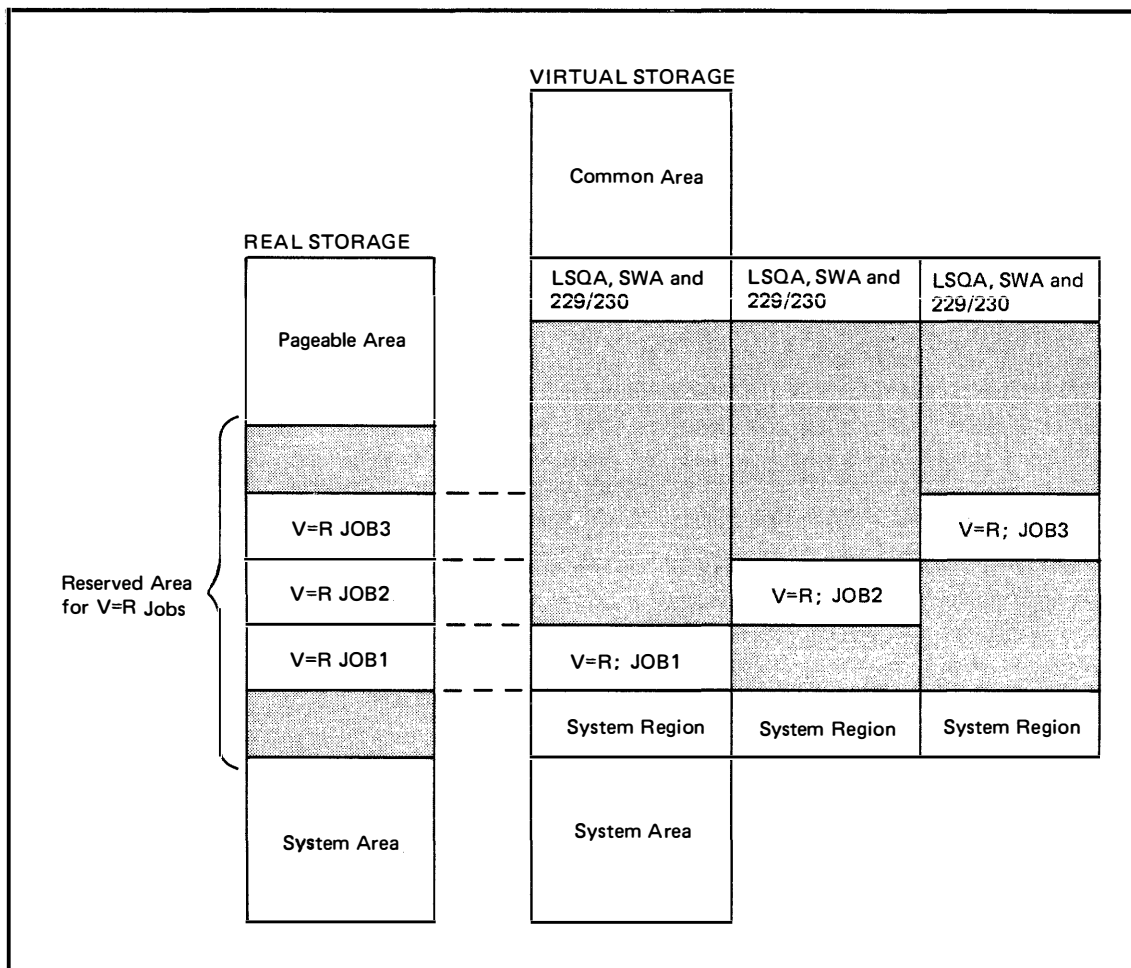 VIRTUAL STORAGE
Common Area
REAL STORAGE
LSQA, SWA and
229/230
LSQA, SWA and
229/230
LSQA, SWA and
229/230
Pageable Area
V=R JOB3
V=R; JOB3
Reserved Area
for V=R Jobs
V=R JOB2
V=R; JOB2
V=R JOB1
V=R; JOB1
System Region
System Region
System Region
System Area
System Area